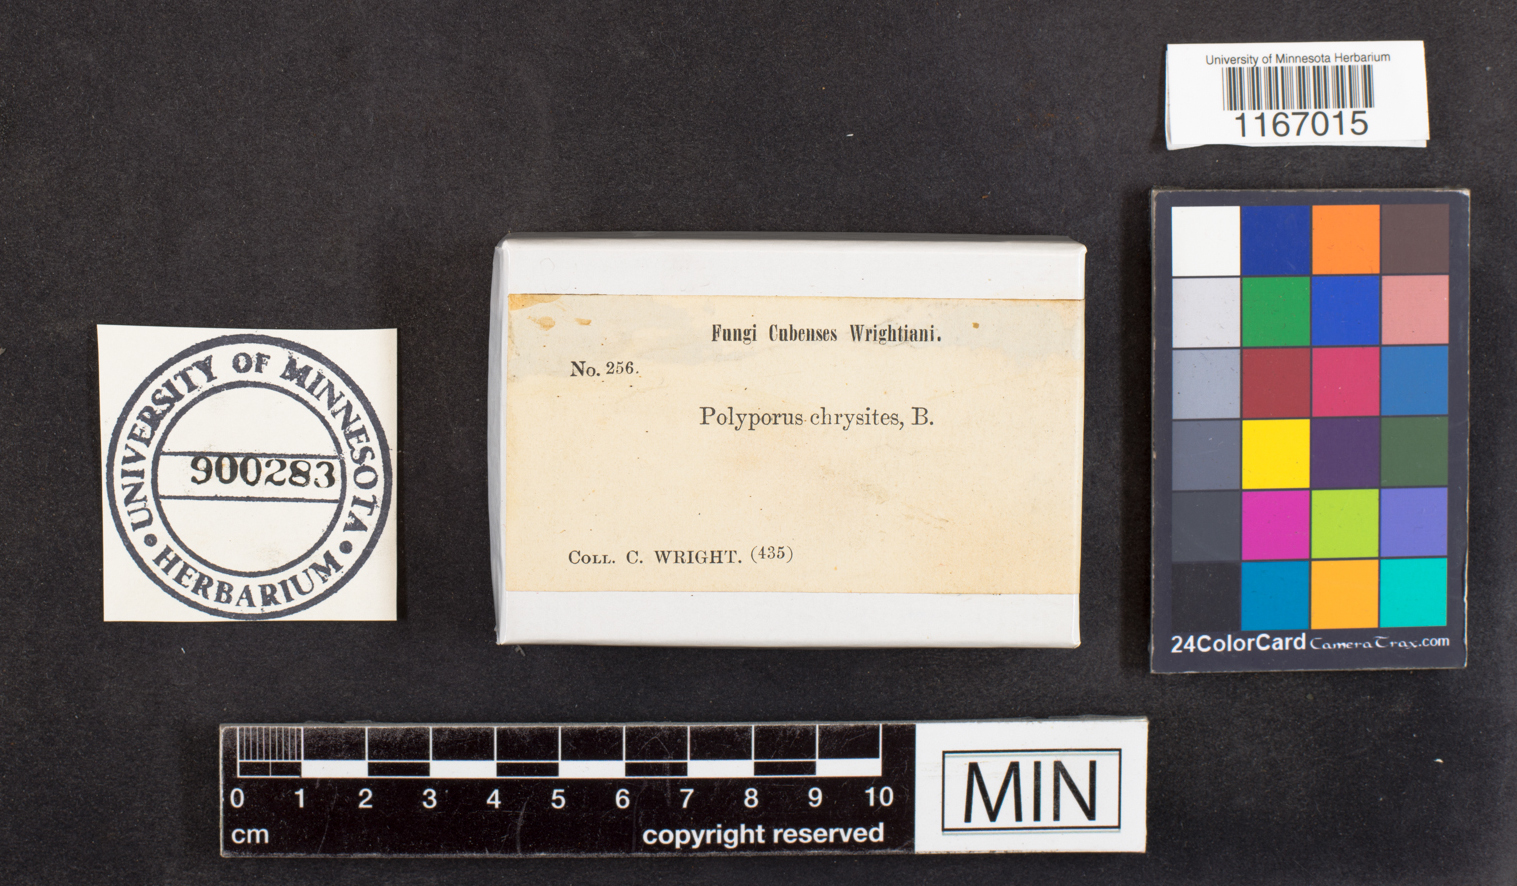 University of Minnesota Herbarium
1167015
Fungi Cubenses Wrightiani.
No. 256.
Polyporus chrysites, B.
Coll. C. WRIGHT. (435)
UNIVERSITY OF MINNESOTA
900283
• HERBARIUM •
24ColorCard CameraTrax.com
0 1 2 3 4 5 6 7 8 9 10
cm
copyright reserved
MIN